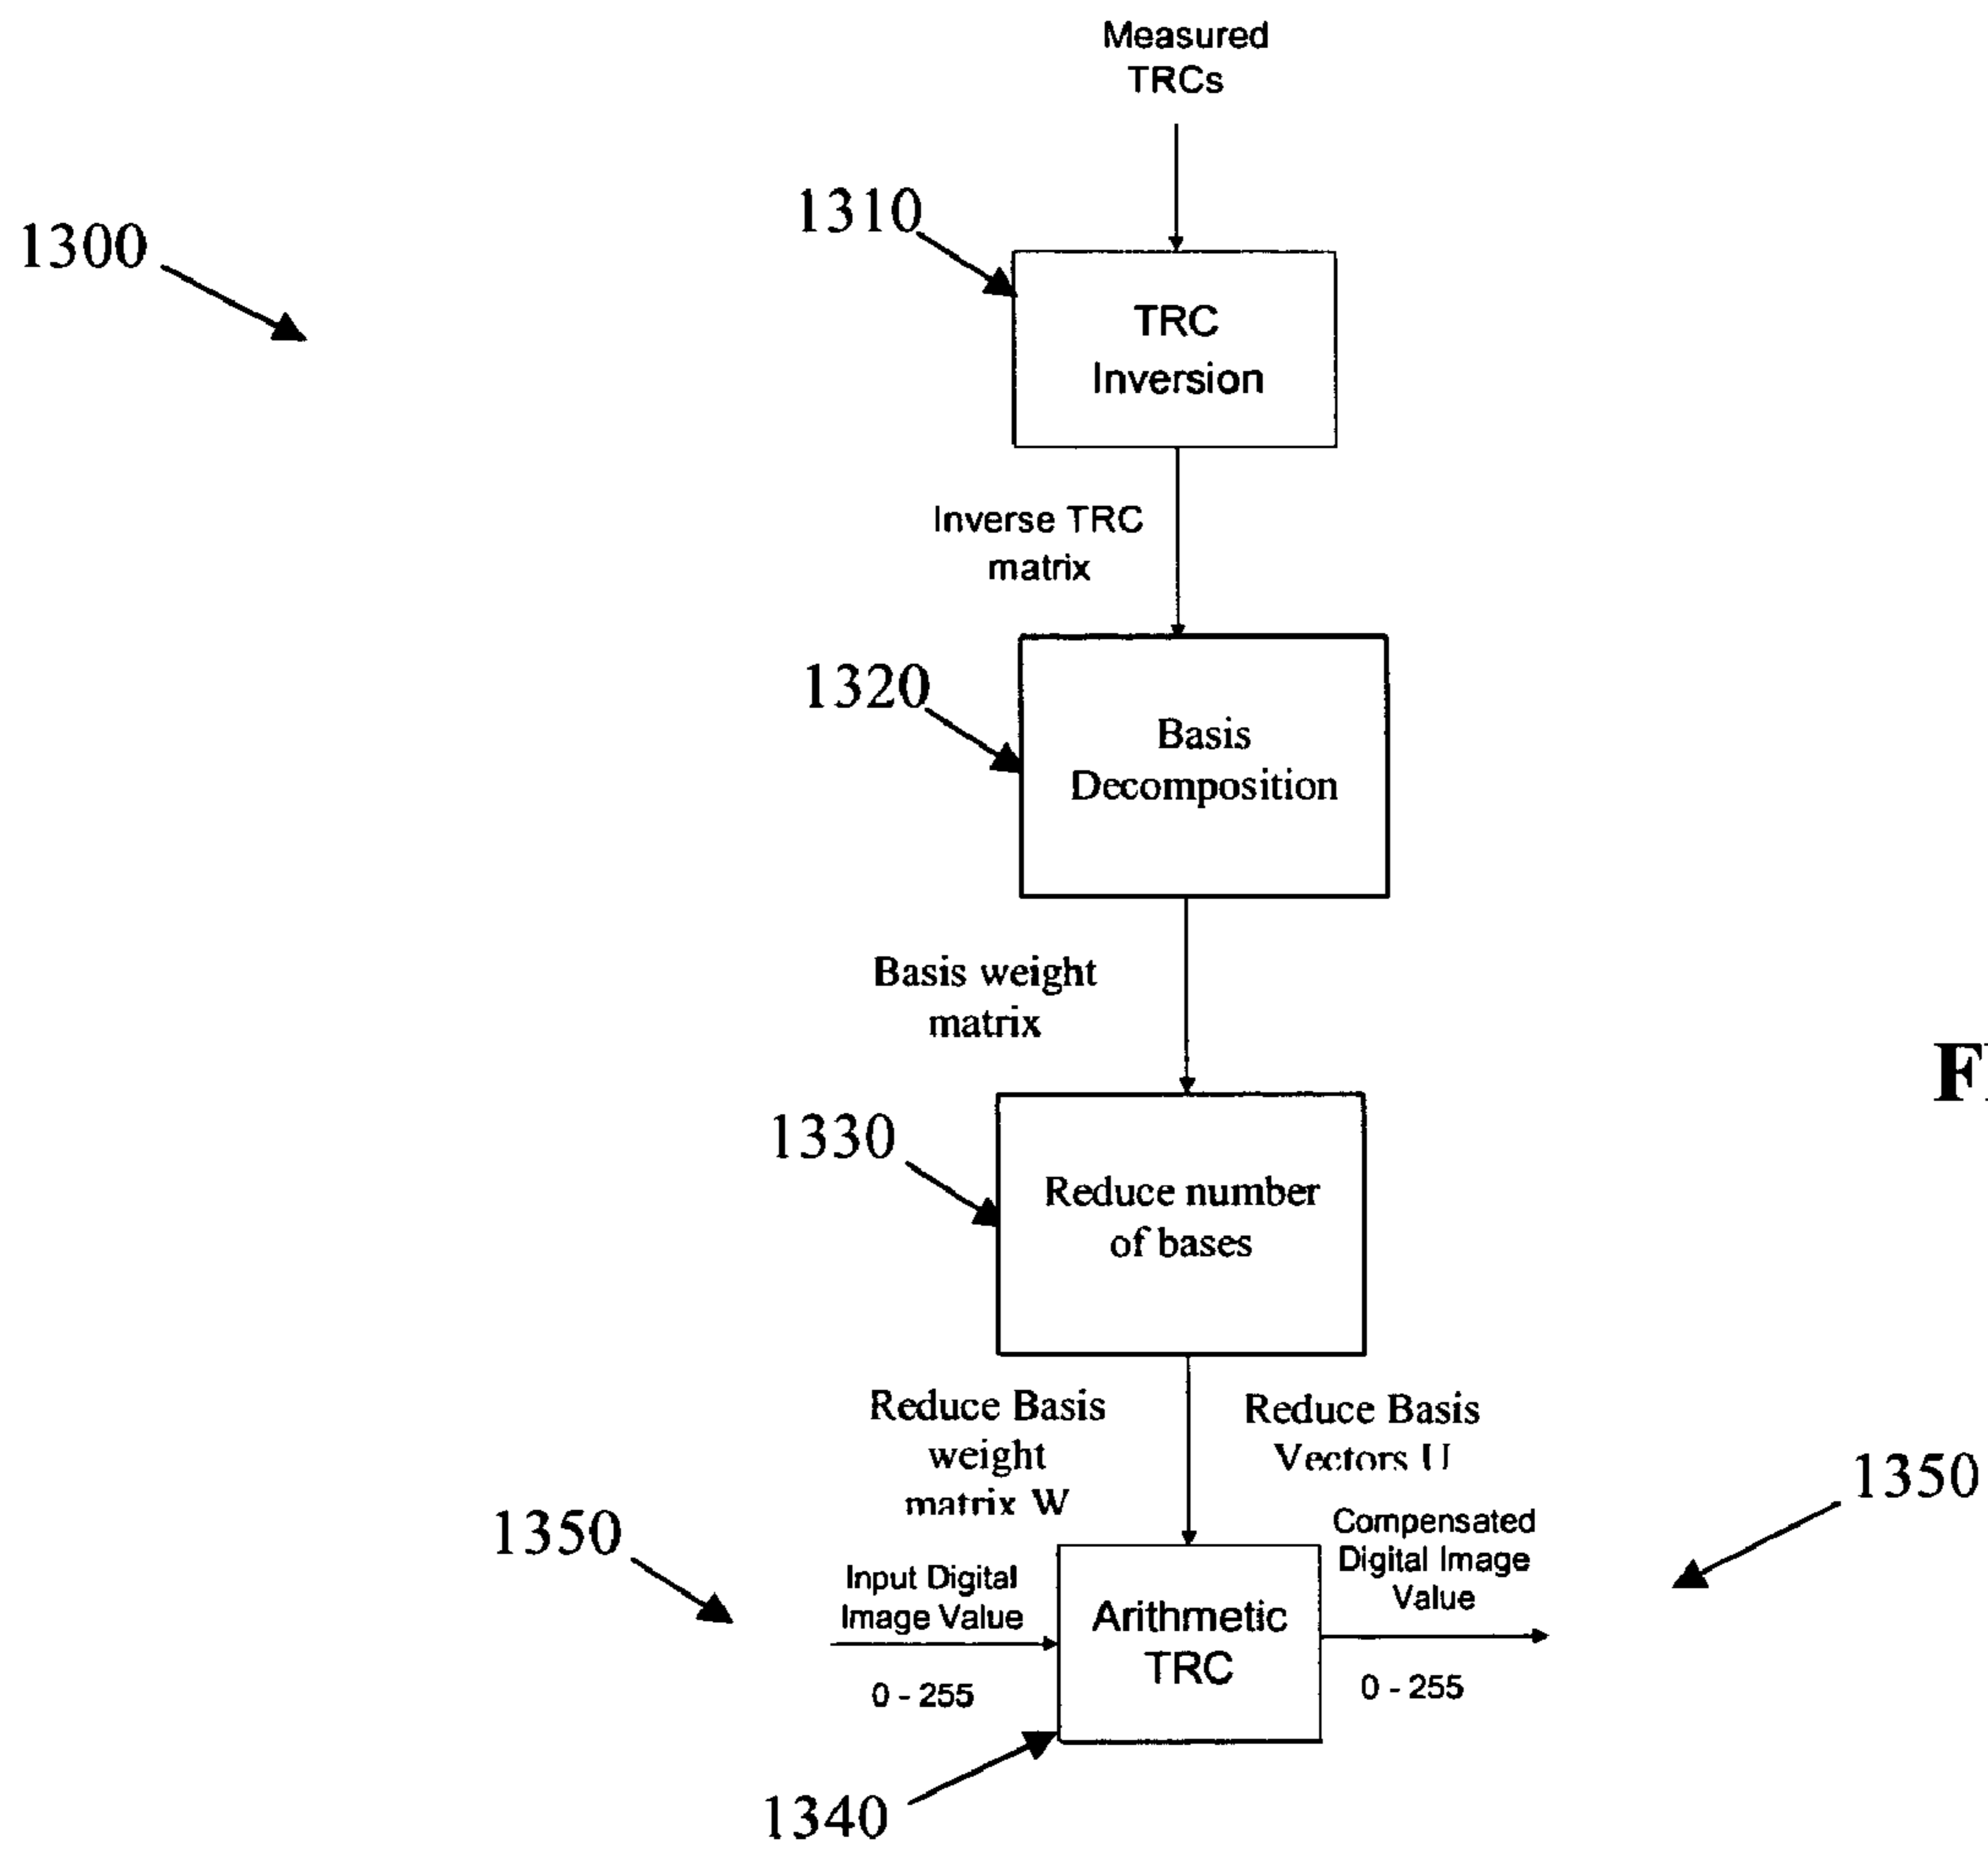 Measured
TRCs
1310
1300
TRC
Inversion
Inverse TRC
matrix
1320
Basis
Decomposition
Basis weight
matrix
1330
Reduce number
of bases
Reduce Basis
weight
matrix W
Reduce Basis
Vectors U
1350
1350
Input Digital
Image Value
0 - 255
Arithmetic
TRC
Compensated
Digital Image
Value
0 - 255
1340